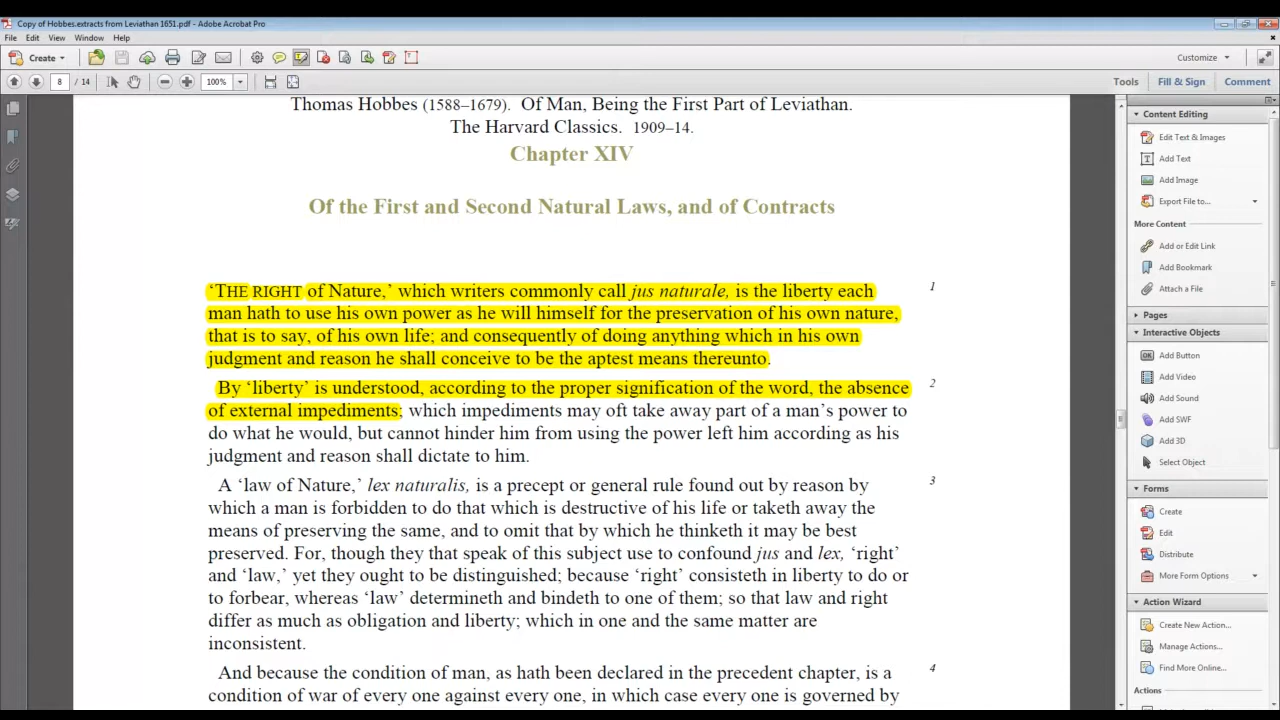 Copy of Hobbes.extracts from Leviathan 1651.pdf - Adobe Acrobat Pro
File Edit View Window Help
Create
Customize
8 / 14
100%
Tools Fill & Sign Comment
Thomas Hobbes (1588–1679). Of Man, Being the First Part of Leviathan.
The Harvard Classics. 1909–14.
Chapter XIV
Of the First and Second Natural Laws, and of Contracts
‘THE RIGHT of Nature,’ which writers commonly call jus naturale, is the liberty each 1
man hath to use his own power as he will himself for the preservation of his own nature,
that is to say, of his own life; and consequently of doing anything which in his own
judgment and reason he shall conceive to be the aptest means thereunto.
By ‘liberty’ is understood, according to the proper signification of the word, the absence 2
of external impediments; which impediments may oft take away part of a man’s power to
do what he would, but cannot hinder him from using the power left him according as his
judgment and reason shall dictate to him.
A ‘law of Nature,’ lex naturalis, is a precept or general rule found out by reason by 3
which a man is forbidden to do that which is destructive of his life or taketh away the
means of preserving the same, and to omit that by which he thinketh it may be best
preserved. For, though they that speak of this subject use to confound jus and lex, ‘right’
and ‘law,’ yet they ought to be distinguished; because ‘right’ consisteth in liberty to do or
to forbear, whereas ‘law’ determineth and bindeth to one of them; so that law and right
differ as much as obligation and liberty; which in one and the same matter are
inconsistent.
And because the condition of man, as hath been declared in the precedent chapter, is a 4
condition of war of every one against every one, in which case every one is governed by
Content Editing
Edit Text & Images
Add Text
Add Image
Export File to...
More Content
Add or Edit Link
Add Bookmark
Attach a File
Pages
Interactive Objects
Add Button
Add Video
Add Sound
Add SWF
Add 3D
Select Object
Forms
Create
Edit
Distribute
More Form Options
Action Wizard
Create New Action...
Manage Actions...
Find More Online...
Actions